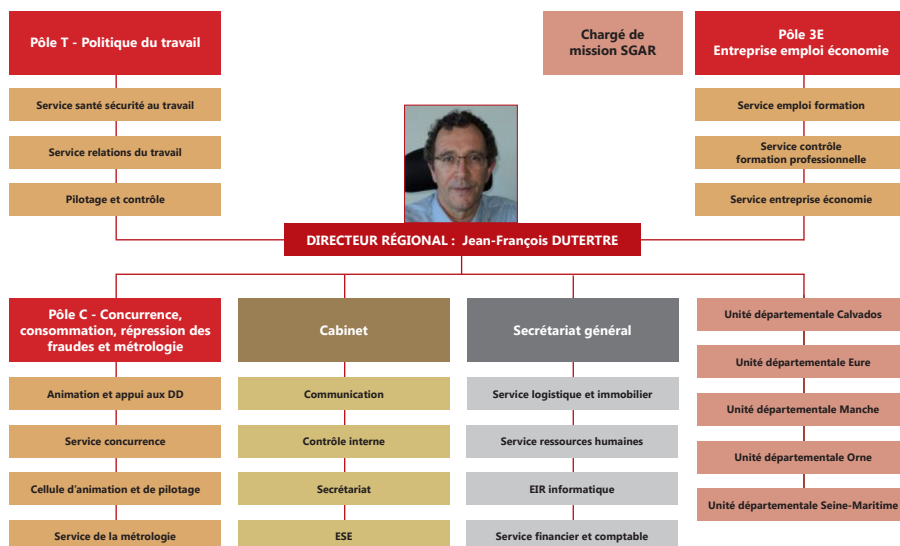 Pôle T - Politique du travail
Service santé sécurité au travail
Service relations du travail
Pilotage et contrôle
Chargé de
mission SGAR
Pôle 3E
Entreprise emploi économie
Service emploi formation
Service contrôle
formation professionnelle
Service entreprise économie
DIRECTEUR RÉGIONAL : Jean-François DUTERTRE
Pôle C - Concurrence,
consommation, répression des
fraudes et métrologie
Animation et appui aux DD
Service concurrence
Cellule d'animation et de pilotage
Service de la métrologie
Cabinet
Communication
Contrôle interne
Secrétariat
ESE
Secrétariat général
Service logistique et immobilier
Service ressources humaines
EIR informatique
Service financier et comptable
Unité départementale Calvados
Unité départementale Eure
Unité départementale Manche
Unité départementale Orne
Unité départementale Seine-Maritime